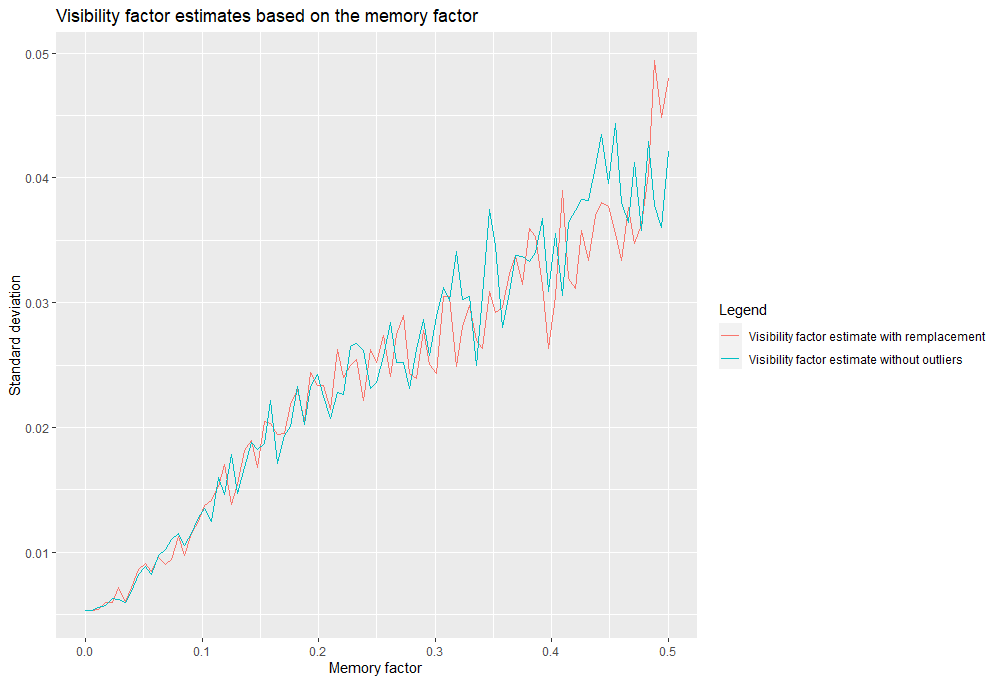 Visibility factor estimates based on the memory factor
Standard deviation
0.05
0.04
0.03
0.02
0.01
0.0 0.1 0.2 0.3 0.4 0.5
Memory factor
Legend
Visibility factor estimate with remplacement
Visibility factor estimate without outliers